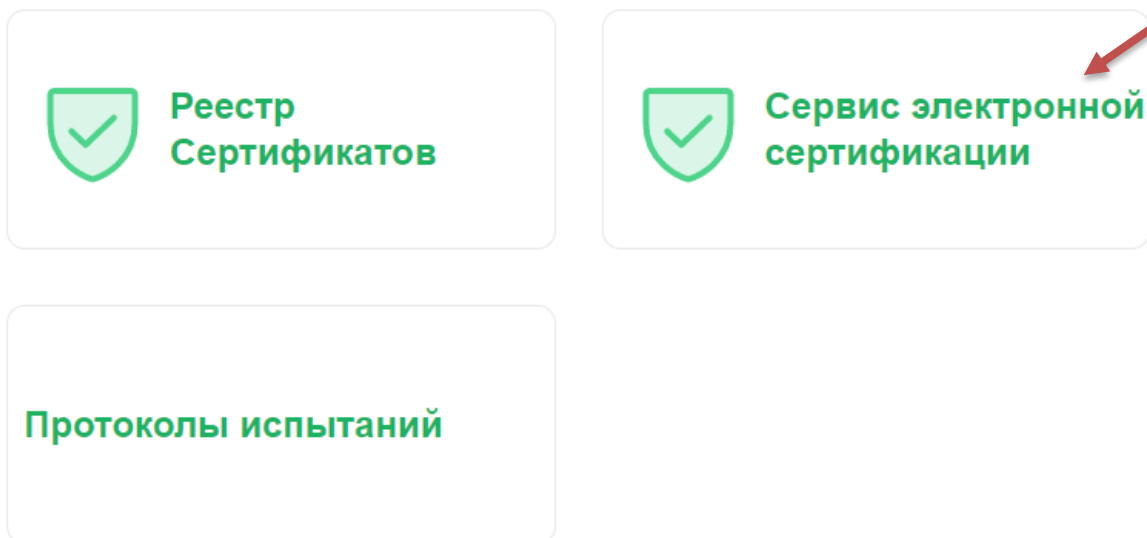 Реестр
Сертификатов
Сервис электронной
сертификации
Протоколы испытаний